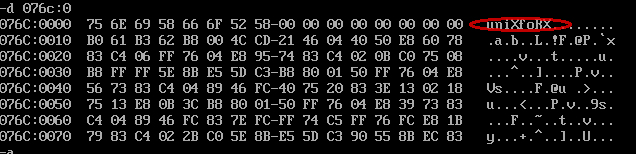 -d 076c:0
076C:0000  75 6E 69 58 66 6F 52 58-00 00 00 00 00 00 00 00   uniXfoRX........
076C:0010  B0 61 B3 62 B8 00 4C CD-21 46 04 40 50 E8 60 78   .a.b..L.!F.@P.`x
076C:0020  83 C4 06 FF 76 04 E8 95-74 83 C4 02 0B C0 75 08   ....v...t.....u.
076C:0030  B8 FF FF 5E 8B E5 5D C3-B8 80 01 50 FF 76 04 E8   ...^..]....P.v..
076C:0040  56 73 83 C4 04 89 46 FC-40 75 20 83 3E 13 02 18   Vs....F.@u .>...
076C:0050  75 13 E8 0B 3C B8 80 01-50 FF 76 04 E8 39 73 83   u...<...P.v..9s.
076C:0060  C4 04 89 46 FC 83 7E FC-FF 74 C5 FF 76 FC E8 1B   ...F..~..t..v...
076C:0070  79 83 C4 02 2B C0 5E 8B-E5 5D C3 90 55 8B EC 83   y...+.^..]..U...
-a